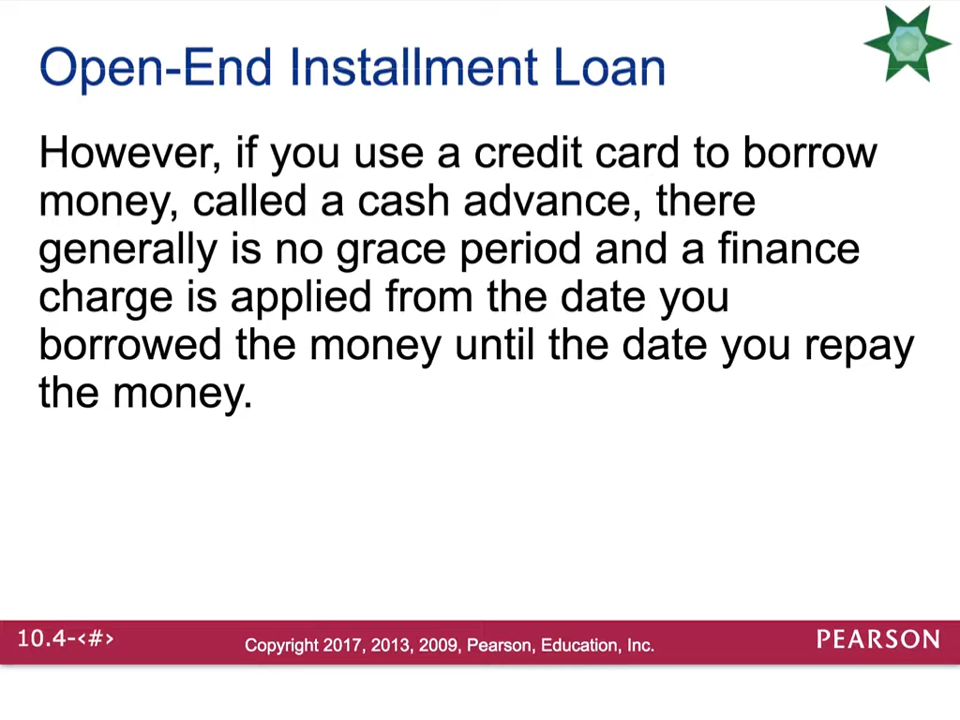 Open-End Installment Loan
However, if you use a credit card to borrow
money, called a cash advance, there
generally is no grace period and a finance
charge is applied from the date you
borrowed the money until the date you repay
the money.
10.4-<#>
Copyright 2017, 2013, 2009, Pearson, Education, Inc.
PEARSON